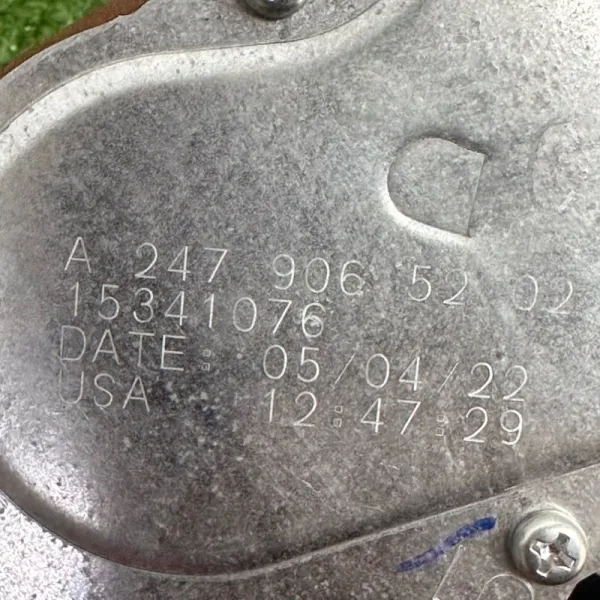 A 247 906 52 02
15341076
DATE: 05/04/22
USA 12:47:29